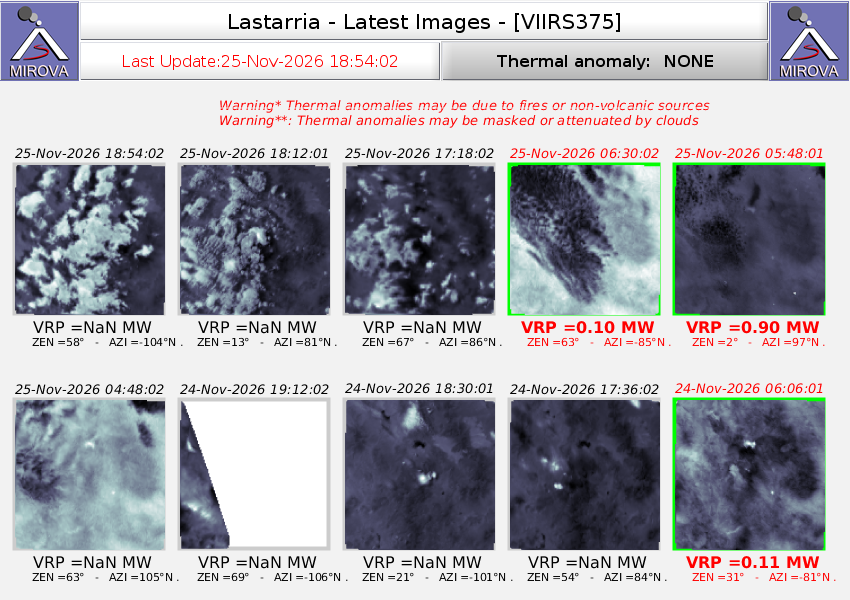 Lastarria - Latest Images - [VIIRS375]
MIROVA
Last Update:25-Nov-2026 18:54:02
Thermal anomaly: NONE
MIROVA
Warning* Thermal anomalies may be due to fires or non-volcanic sources
Warning**: Thermal anomalies may be masked or attenuated by clouds
25-Nov-2026 18:54:02 25-Nov-2026 18:12:01 25-Nov-2026 17:18:02 25-Nov-2026 06:30:02 25-Nov-2026 05:48:01
VRP =NaN MW VRP =NaN MW VRP =NaN MW VRP =0.10 MW VRP =0.90 MW
ZEN =58° - AZI =-104°N . ZEN =13° - AZI =81°N . ZEN =67° - AZI =86°N . ZEN =63° - AZI =-85°N . ZEN =2° - AZI =97°N .
25-Nov-2026 04:48:02 24-Nov-2026 19:12:02 24-Nov-2026 18:30:01 24-Nov-2026 17:36:02 24-Nov-2026 06:06:01
VRP =NaN MW VRP =NaN MW VRP =NaN MW VRP =NaN MW VRP =0.11 MW
ZEN =63° - AZI =105°N . ZEN =69° - AZI =-106°N . ZEN =21° - AZI =-101°N . ZEN =54° - AZI =84°N . ZEN =31° - AZI =-81°N .